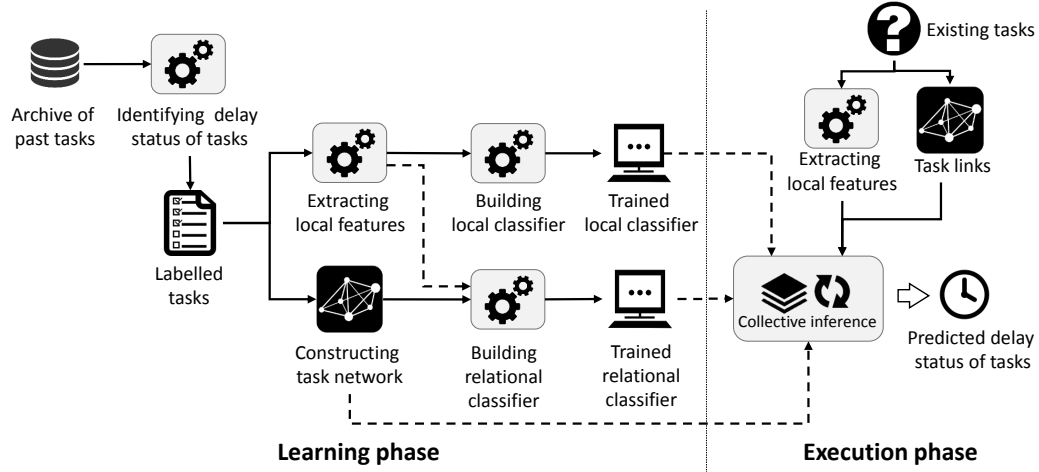 Archive of
past tasks
Identifying delay
status of tasks
Labelled
tasks
Extracting
local features
Building
local classifier
Trained
local classifier
Constructing
task network
Building
relational
classifier
Trained
relational
classifier
Learning phase
Existing tasks
Extracting
local features
Task links
Collective inference
Predicted delay
status of tasks
Execution phase